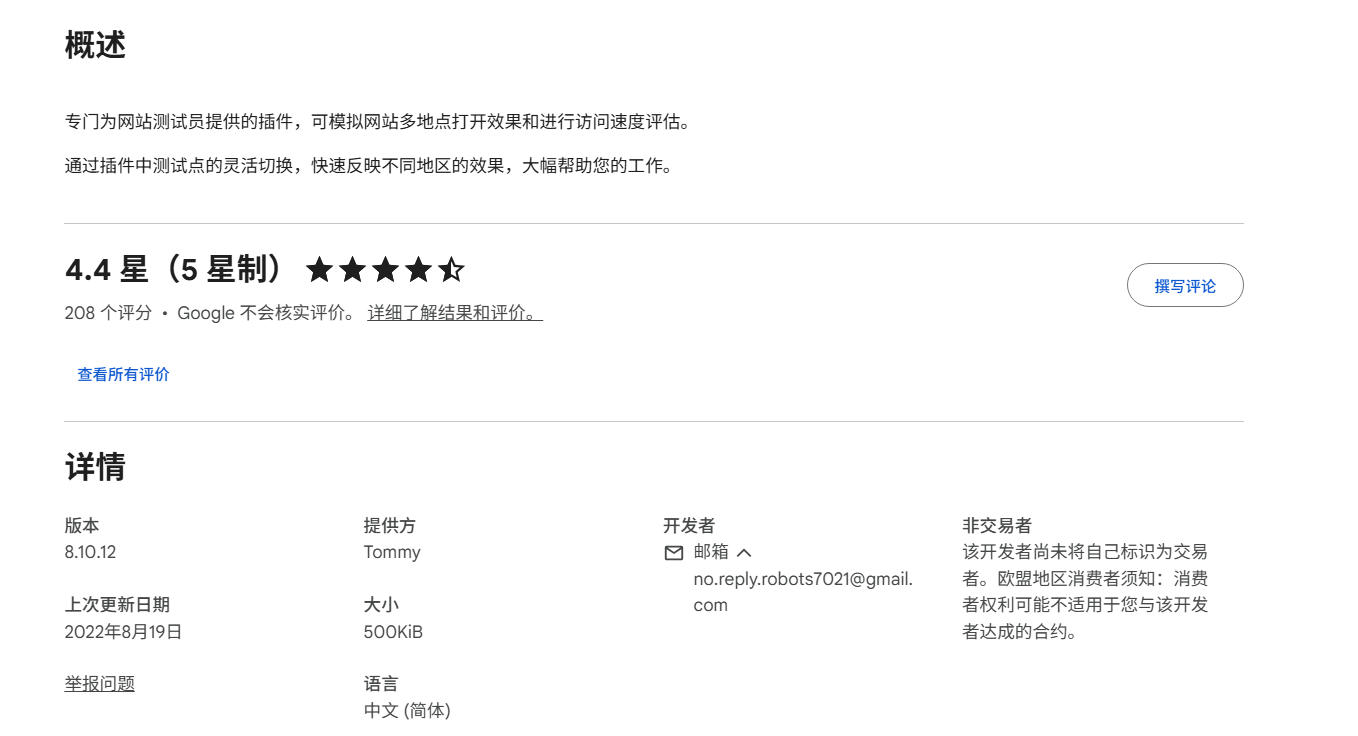 概述
专门为网站测试员提供的插件，可模拟网站多地点打开效果和进行访问速度评估。
通过插件中测试点的灵活切换，快速反映不同地区的效果，大幅帮助您的工作。
4.4 星（5 星制）
208 个评分 • Google 不会核实评价。 详细了解结果和评价。
撰写评论
查看所有评价
详情
版本
8.10.12
上次更新日期
2022年8月19日
举报问题
提供方
Tommy
大小
500KiB
语言
中文 (简体)
开发者
邮箱
no.reply.robots7021@gmail.
com
非交易者
该开发者尚未将自己标识为交易
者。欧盟地区消费者须知：消费
者权利可能不适用于您与该开发
者达成的合约。